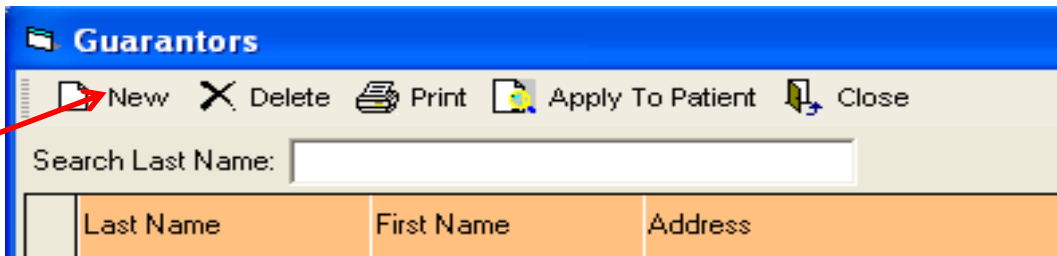 Guarantors
New Delete Print Apply To Patient Close
Search Last Name:
Last Name First Name Address